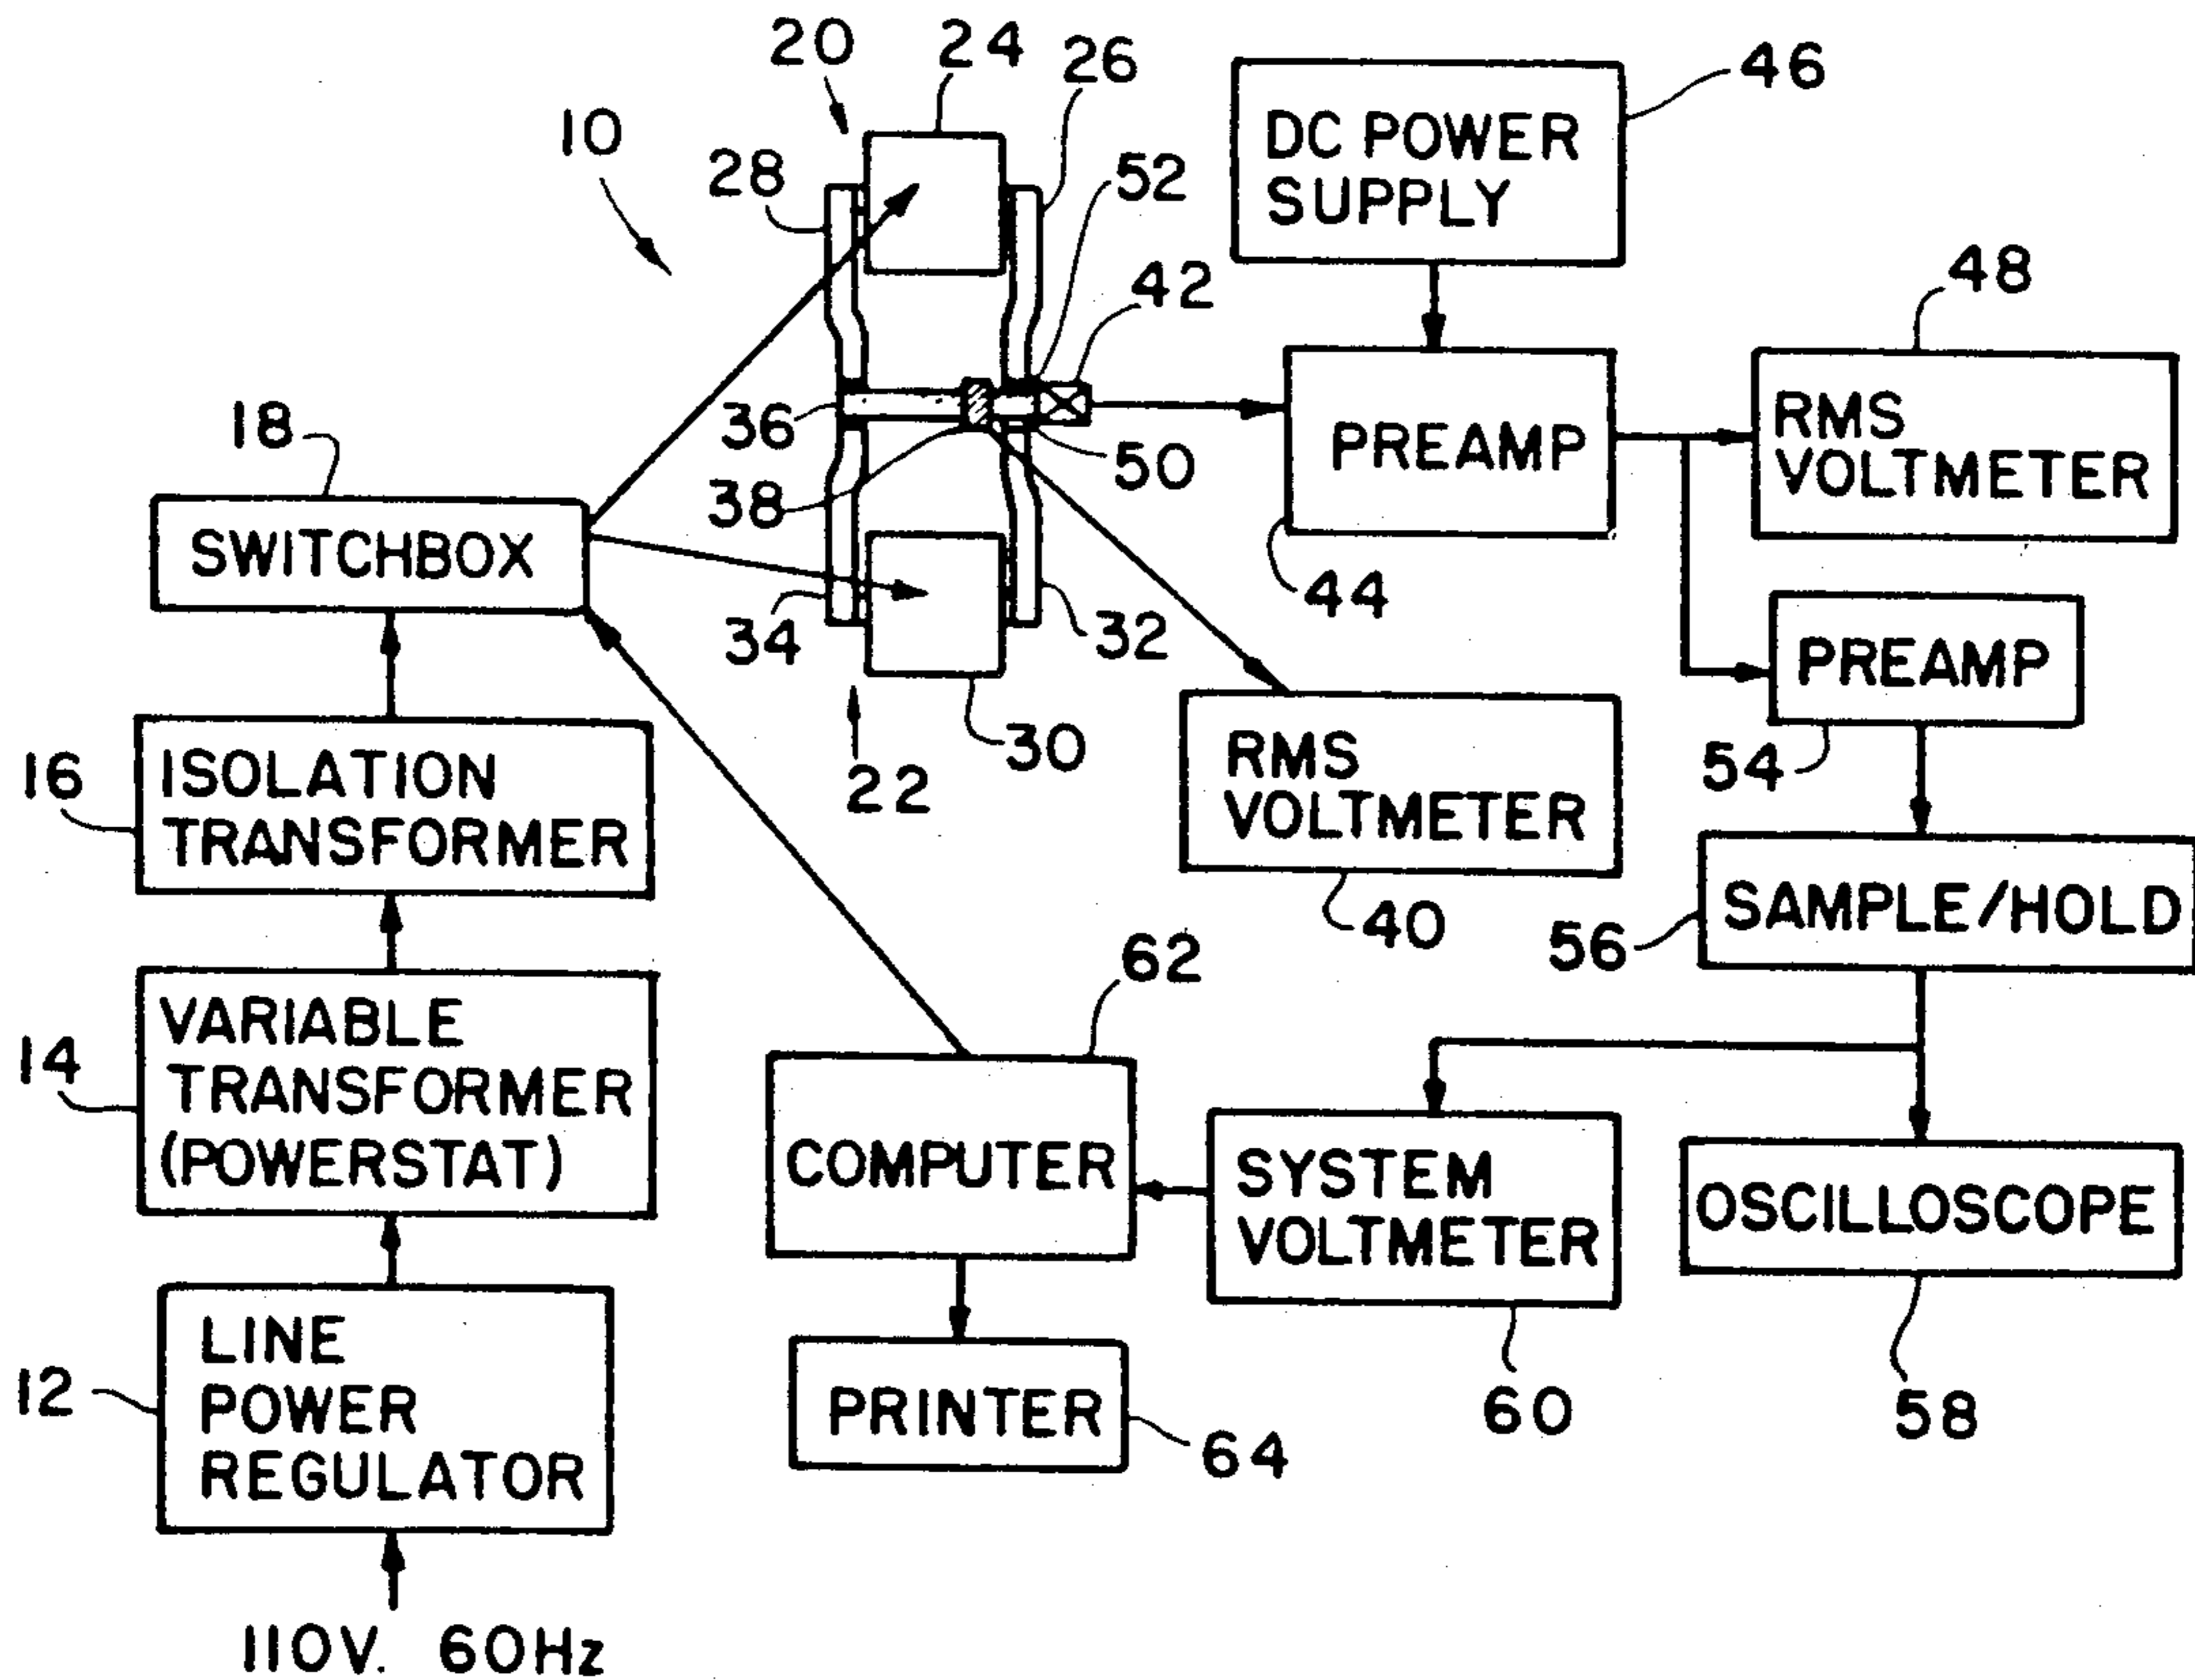 20
24
26
46
10
28
52
DC POWER
SUPPLY
42
48
18
36
PREAMP
RMS
VOLTMETER
38
50
SWITCHBOX
44
34
32
PREAMP
16
ISOLATION
TRANSFORMER
22
30
RMS
VOLTMETER
54
40
56
SAMPLE/HOLD
62
14
VARIABLE
TRANSFORMER
(POWERSTAT)
COMPUTER
SYSTEM
VOLTMETER
OSCILLOSCOPE
12
LINE
POWER
REGULATOR
PRINTER
64
60
58
110V. 60Hz